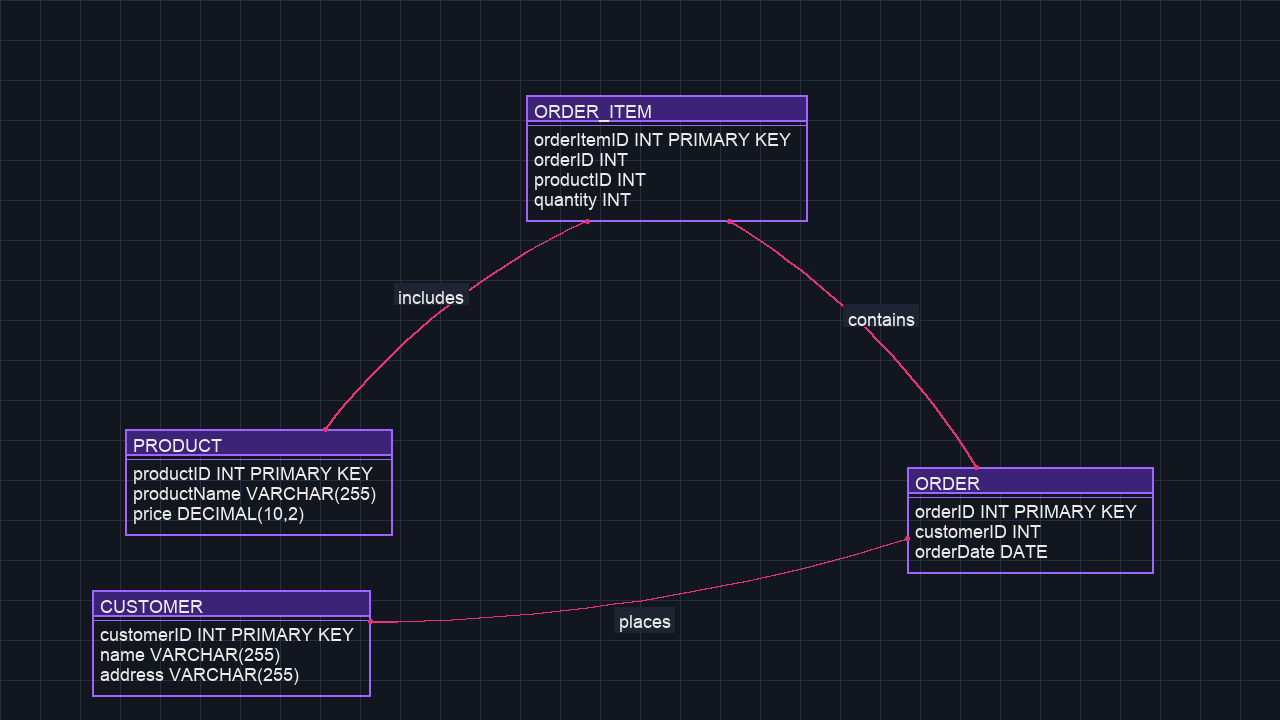 ORDER_ITEM
orderItemID INT PRIMARY KEY
orderID INT
productID INT
quantity INT
includes
contains
PRODUCT
productID INT PRIMARY KEY
productName VARCHAR(255)
price DECIMAL(10,2)
ORDER
orderID INT PRIMARY KEY
customerID INT
orderDate DATE
CUSTOMER
customerID INT PRIMARY KEY
name VARCHAR(255)
address VARCHAR(255)
places